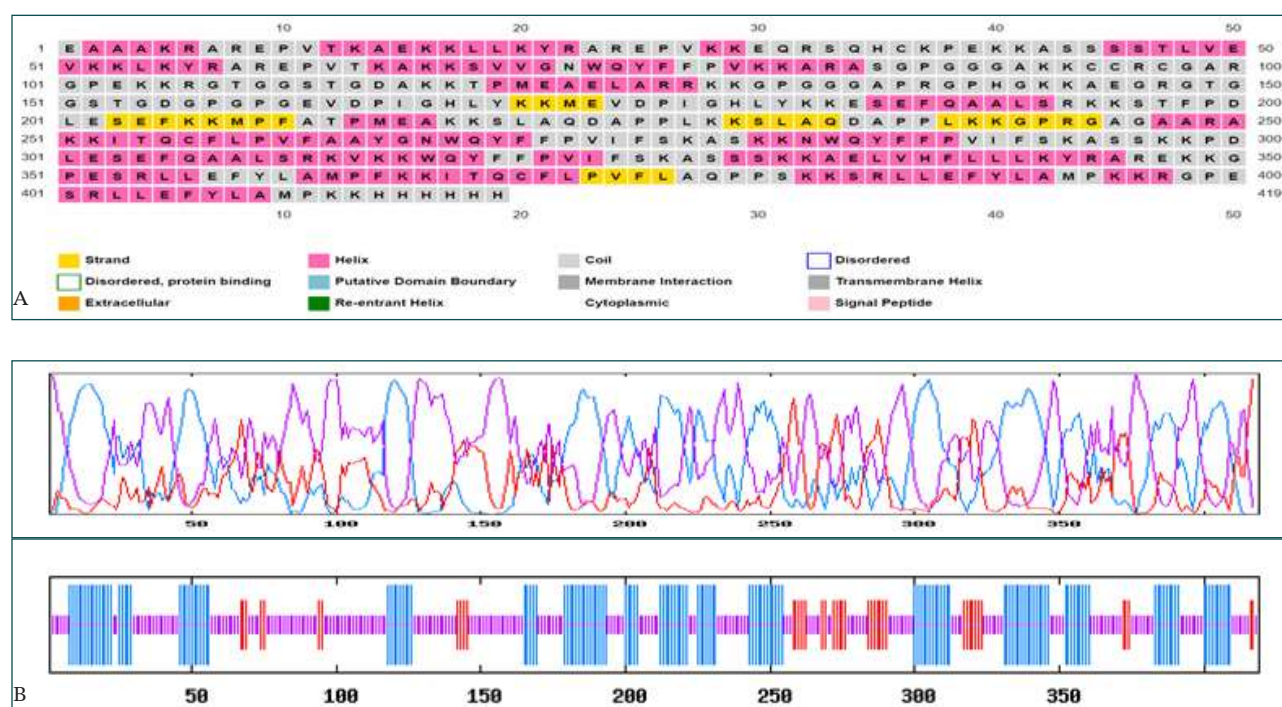 10 20 30 40 50
1 E A A A K R A R E P V T K A E K K L L K Y R A R E P V K K E Q R S Q H C K P E K K A S S S S T L V E 50
51 V K K L K Y R A R E P V T K A K K S V V G N W Q Y F F P V K K A R A S G P G G G A K K C C R C G A R 100
101 G P E K K R G T G G S T G D A K K T P M E A E L A R R K K G P G G G A P R G P H G K K A E G R G T G 150
151 G S T G D G P G P G E V D P I G H L Y K K M E V D P I G H L Y K K E S E F Q A A L S R K K S T F P D 200
201 L E S E F K K M P F A T P M E A K K S L A Q D A P P L K K S L A Q D A P P L K K G P R G A G A A R A 250
251 K K I T Q C F L P V F A A Y G N W Q Y F F P V I F S K A S K K N W Q Y F F P V I F S K A S S K K P D 300
301 L E S E F Q A A L S R K V K K W Q Y F F P V I F S K A S S S K K A E L V H F L L L K Y R A R E K K G 350
351 P E S R L L E F Y L A M P F K K I T Q C F L P V F L A Q P P S K K S R L L E F Y L A M P K K R G P E 400
401 S R L L E F Y L A M P K K H H H H H H 419
10 20 30 40 50
Strand Helix Coil Disordered
Disordered, protein binding Putative Domain Boundary Membrane Interaction Transmembrane Helix
Extracellular Re-entrant Helix Cytoplasmic Signal Peptide
A
50 100 150 200 250 300 350
50 100 150 200 250 300 350
B